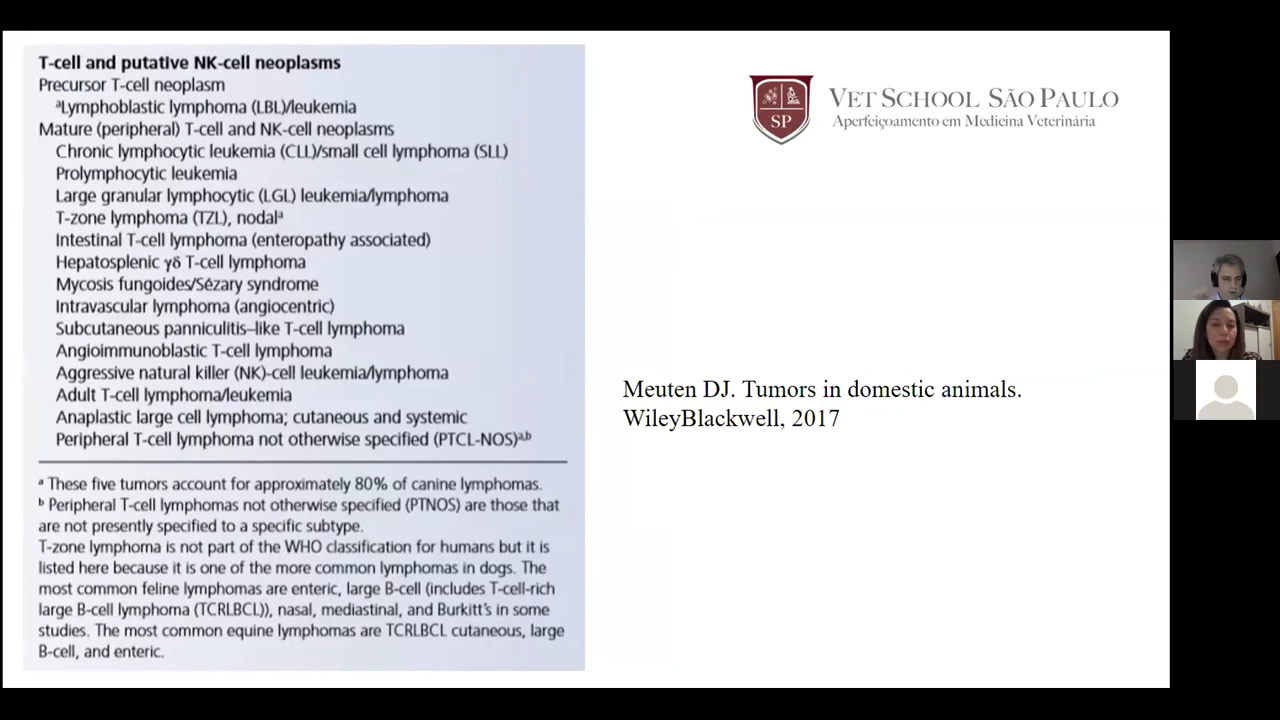 T-cell and putative NK-cell neoplasms
Precursor T-cell neoplasm
ᵃLymphoblastic lymphoma (LBL)/leukemia
Mature (peripheral) T-cell and NK-cell neoplasms
Chronic lymphocytic leukemia (CLL)/small cell lymphoma (SLL)
Prolymphocytic leukemia
Large granular lymphocytic (LGL) leukemia/lymphoma
T-zone lymphoma (TZL), nodalᵃ
Intestinal T-cell lymphoma (enteropathy associated)
Hepatosplenic γδ T-cell lymphoma
Mycosis fungoides/Sézary syndrome
Intravascular lymphoma (angiocentric)
Subcutaneous panniculitis–like T-cell lymphoma
Angioimmunoblastic T-cell lymphoma
Aggressive natural killer (NK)-cell leukemia/lymphoma
Adult T-cell lymphoma/leukemia
Anaplastic large cell lymphoma; cutaneous and systemic
Peripheral T-cell lymphoma not otherwise specified (PTCL-NOS)ᵃ,ᵇ
ᵃ These five tumors account for approximately 80% of canine lymphomas.
ᵇ Peripheral T-cell lymphomas not otherwise specified (PTNOS) are those that
are not presently specified to a specific subtype.
T-zone lymphoma is not part of the WHO classification for humans but it is
listed here because it is one of the more common lymphomas in dogs. The
most common feline lymphomas are enteric, large B-cell (includes T-cell-rich
large B-cell lymphoma (TCRLBCL)), nasal, mediastinal, and Burkitt's in some
studies. The most common equine lymphomas are TCRLBCL cutaneous, large
B-cell, and enteric.
SP
VET SCHOOL SÃO PAULO
Aperfeiçoamento em Medicina Veterinária
Meuten DJ. Tumors in domestic animals.
WileyBlackwell, 2017